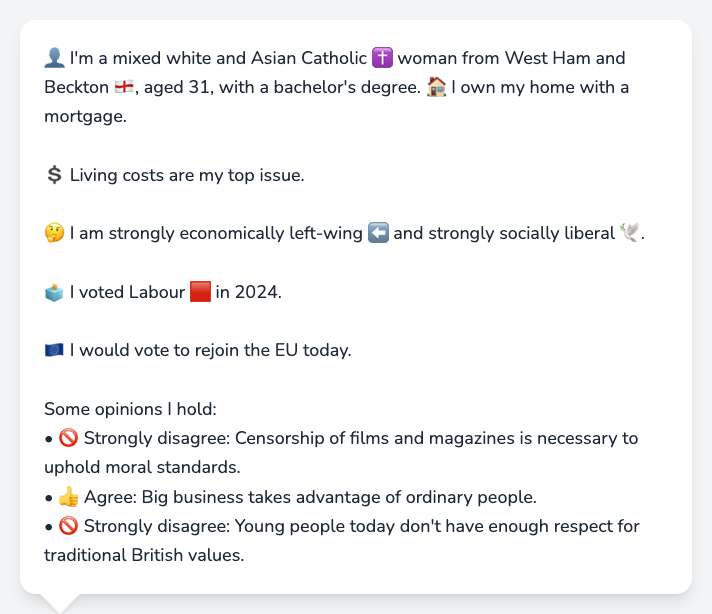 👤 I'm a mixed white and Asian Catholic ✝️ woman from West Ham and
Beckton 🏴󠁧󠁢󠁥󠁮󠁧󠁿, aged 31, with a bachelor's degree. 🏠 I own my home with a
mortgage.
💲 Living costs are my top issue.
🤔 I am strongly economically left-wing ⬅️ and strongly socially liberal 🕊️.
🗳️ I voted Labour 🟥 in 2024.
🇪🇺 I would vote to rejoin the EU today.
Some opinions I hold:
• 🚫 Strongly disagree: Censorship of films and magazines is necessary to
uphold moral standards.
• 👍 Agree: Big business takes advantage of ordinary people.
• 🚫 Strongly disagree: Young people today don't have enough respect for
traditional British values.